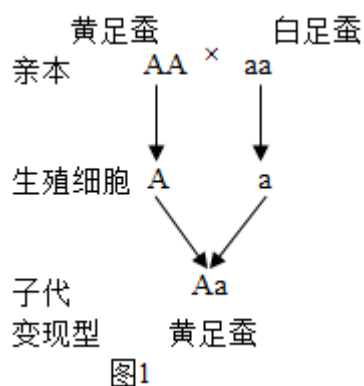 黄足蚕 白足蚕
亲本 AA × aa
生殖细胞 A a
子代 Aa
变现型 黄足蚕
图1